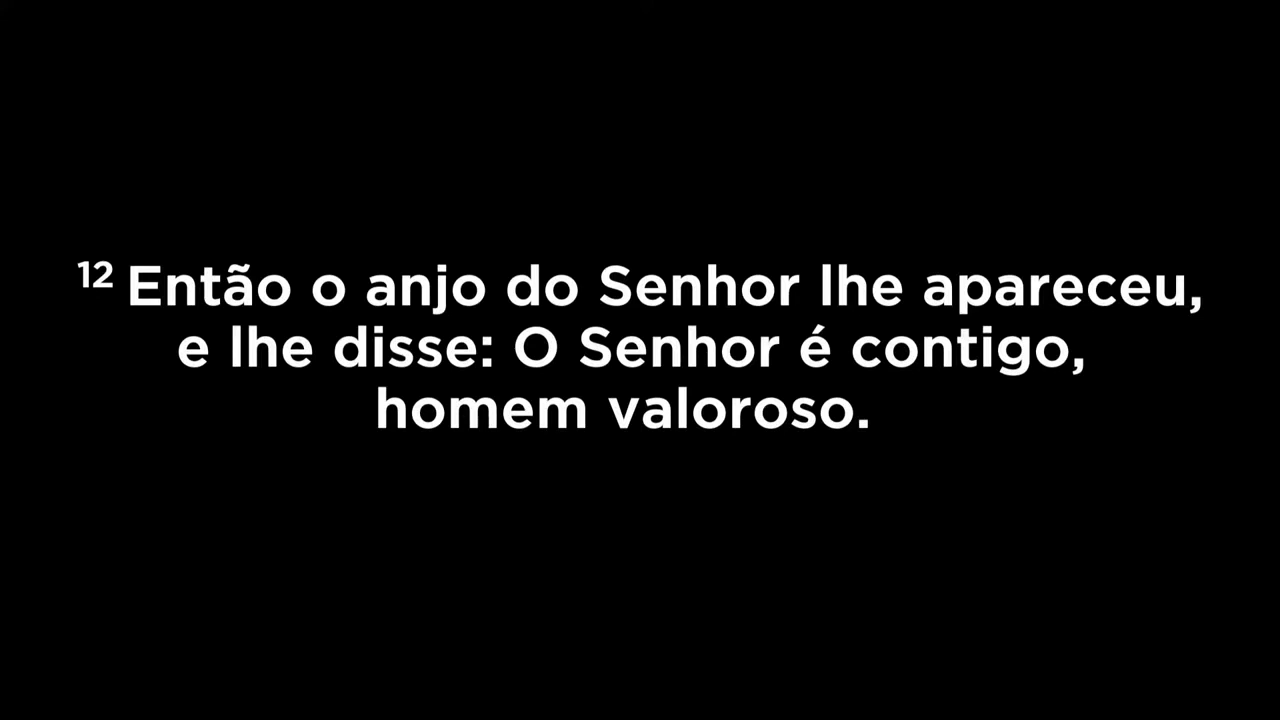 ¹² Então o anjo do Senhor lhe apareceu,
e lhe disse: O Senhor é contigo,
homem valoroso.